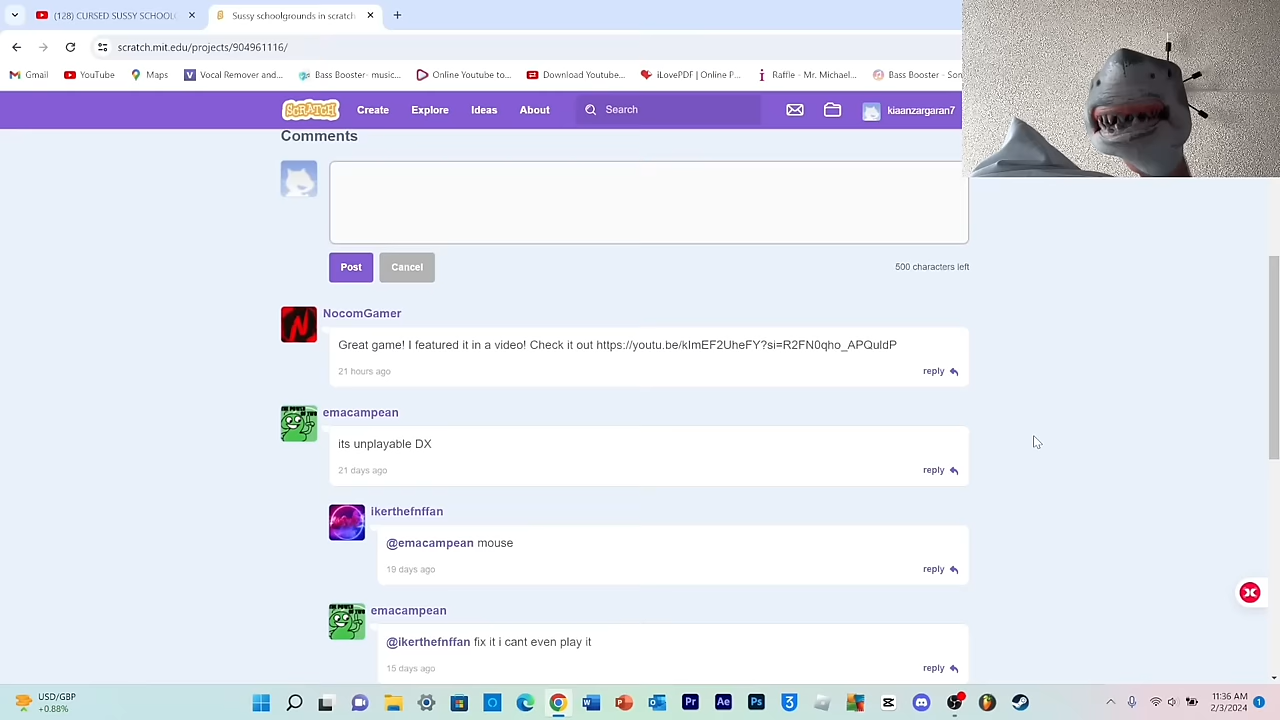 (128) CURSED SUSSY SCHOOL
Sussy schoolgrounds in scratch
scratch.mit.edu/projects/904961116/
Gmail YouTube Maps Vocal Remover and... Bass Booster- music... Online Youtube to... Download Youtube... iLovePDF | Online P... Raffle - Mr. Michael... Bass Booster - Son
SCRATCH Create Explore Ideas About Search kiaanzargaran7
Comments
Post Cancel 500 characters left
NocomGamer
Great game! I featured it in a video! Check it out https://youtu.be/kImEF2UheFY?si=R2FN0qho_APQuldP
21 hours ago reply
emacampean
its unplayable DX
21 days ago reply
ikerthefnffan
@emacampean mouse
19 days ago reply
emacampean
@ikerthefnffan fix it i cant even play it
15 days ago reply
USD/GBP
+0.88%
11:36 AM
2/3/2024